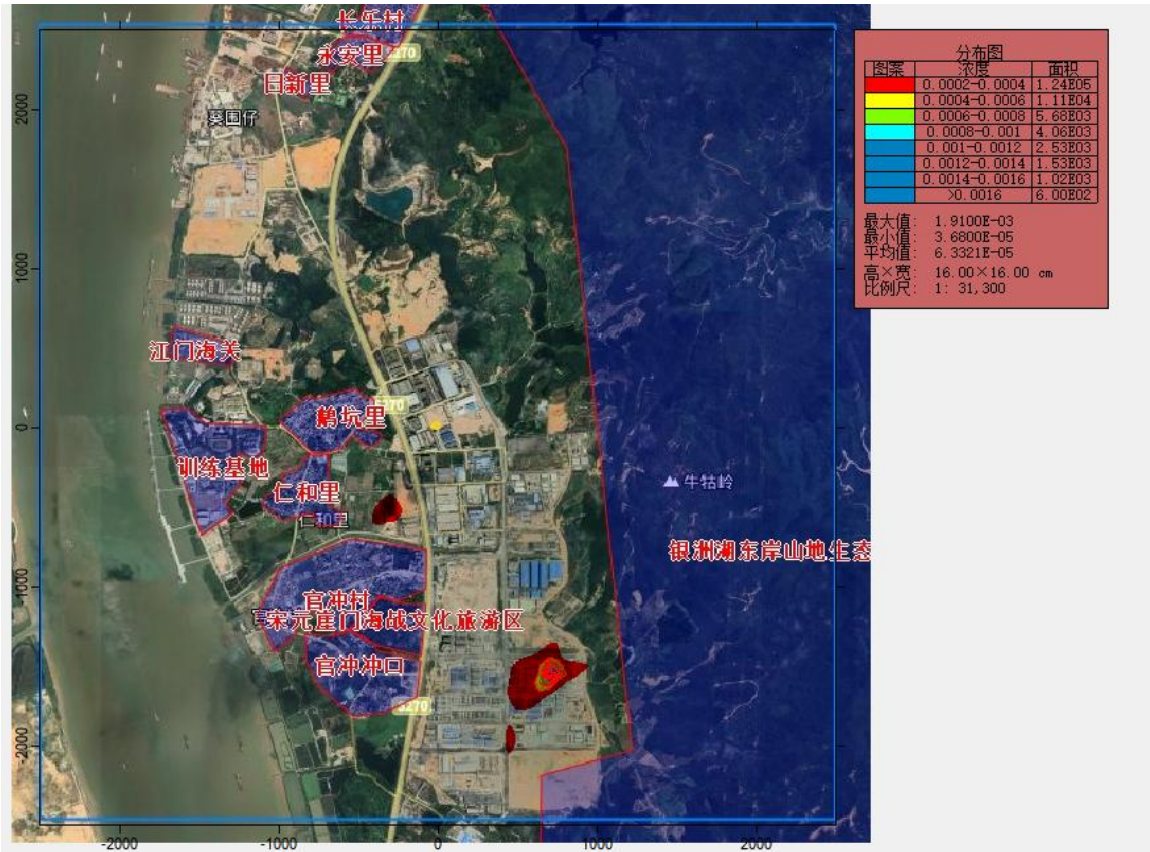 长乐村
永安里
S270
日新里
葵围仔
2000
1000
江门海关
鹅坑里
S270
0
训练基地
仁和里
仁和里
牛牯岭
银洲湖东岸山地生态
-1000
官冲村
宋元崖门海战文化旅游区
官冲冲口
S270
-2000
-2000 -1000 0 1000 2000
分布图
图案 浓度 面积
0.0002-0.0004 1.24E05
0.0004-0.0006 1.11E04
0.0006-0.0008 5.68E03
0.0008-0.001 4.06E03
0.001-0.0012 2.53E03
0.0012-0.0014 1.53E03
0.0014-0.0016 1.02E03
>0.0016 6.00E02
最大值: 1.9100E-03
最小值: 3.6800E-05
平均值: 6.3321E-05
高×宽: 16.00×16.00 cm
比例尺: 1: 31,300